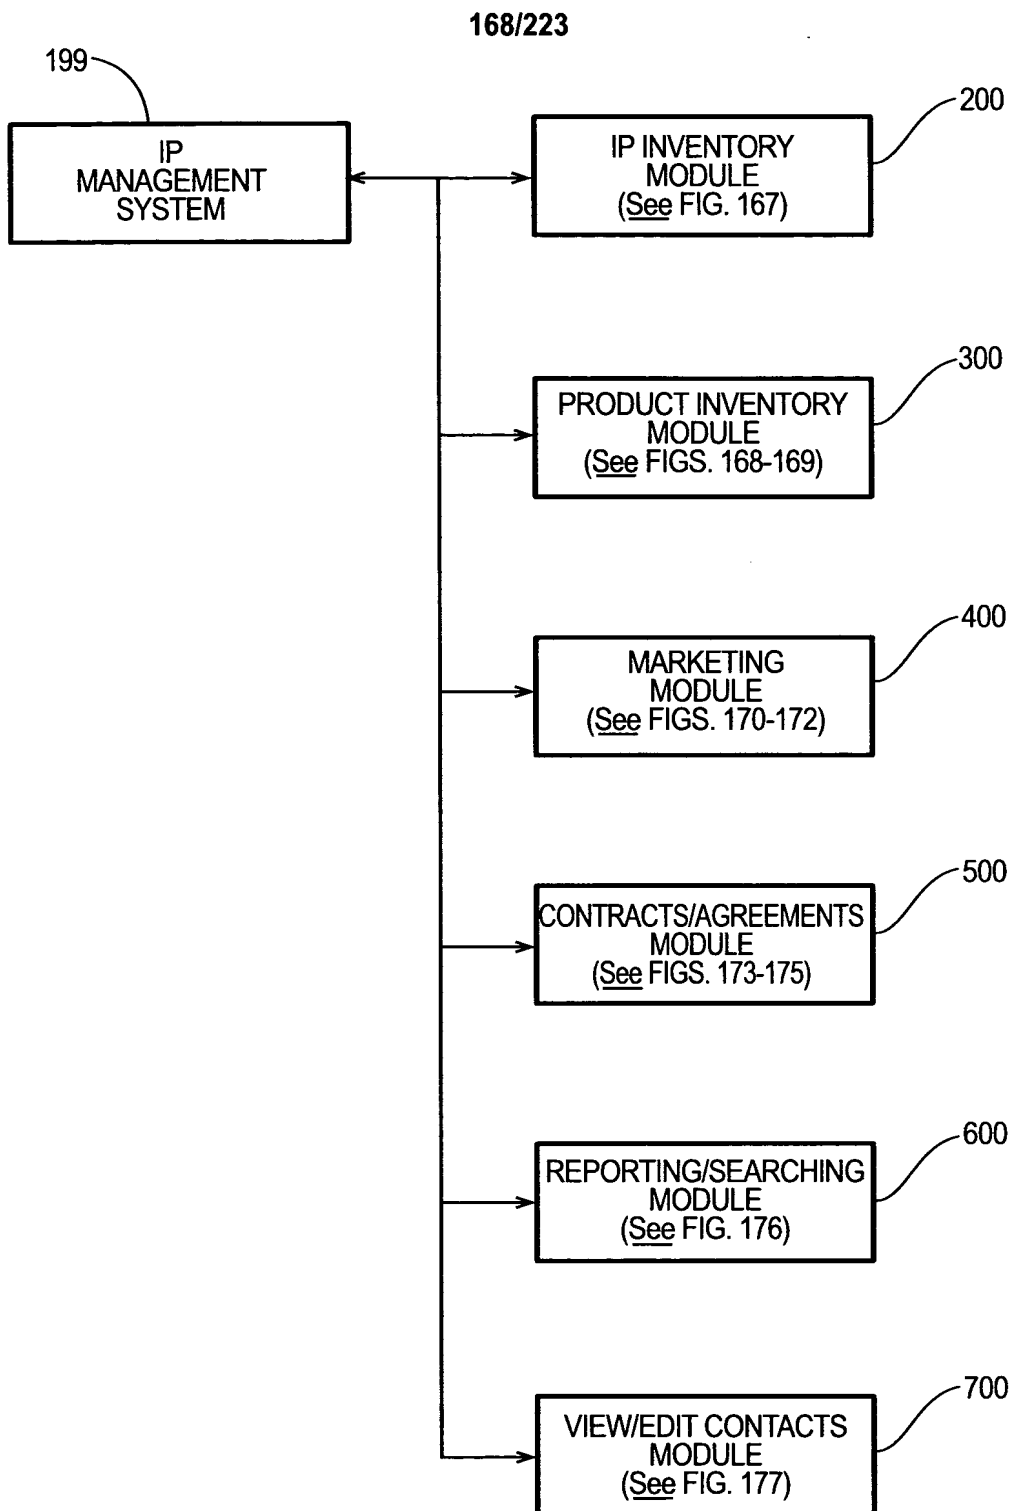 168/223
199
IP
MANAGEMENT
SYSTEM
200
IP INVENTORY
MODULE
(See FIG. 167)
300
PRODUCT INVENTORY
MODULE
(See FIGS. 168-169)
400
MARKETING
MODULE
(See FIGS. 170-172)
500
CONTRACTS/AGREEMENTS
MODULE
(See FIGS. 173-175)
600
REPORTING/SEARCHING
MODULE
(See FIG. 176)
700
VIEW/EDIT CONTACTS
MODULE
(See FIG. 177)